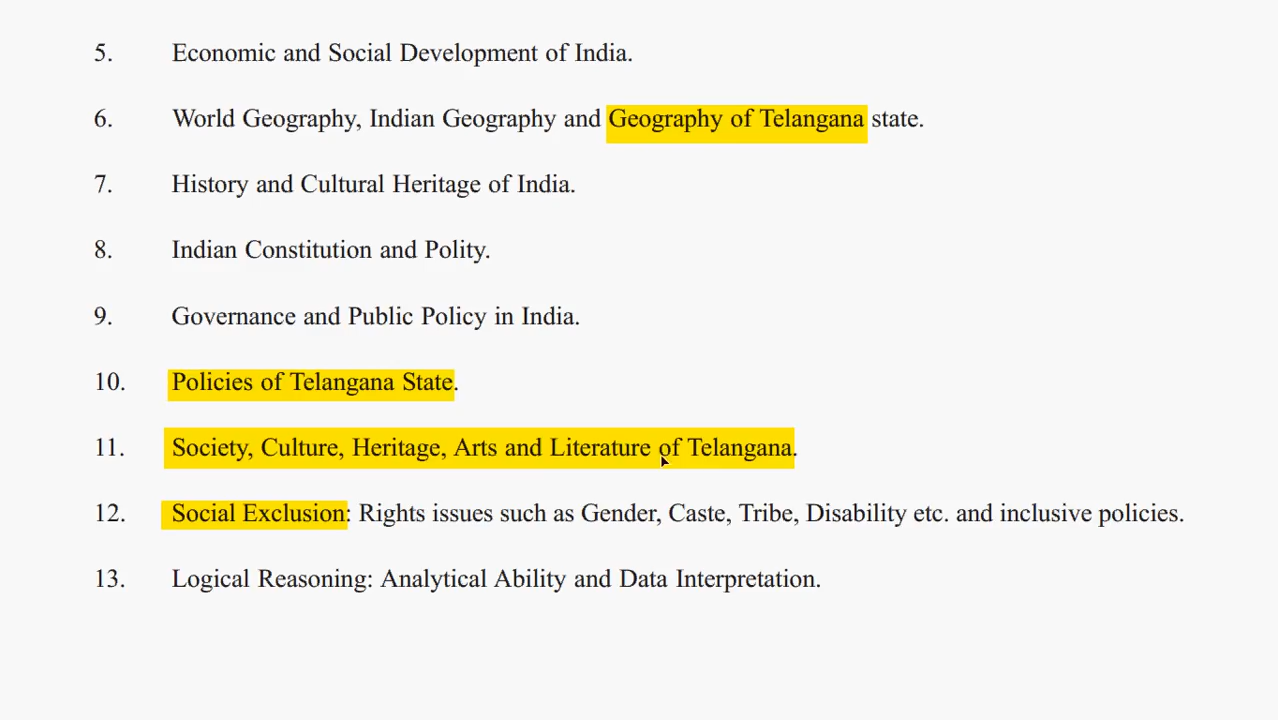 5. Economic and Social Development of India.
6. World Geography, Indian Geography and Geography of Telangana state.
7. History and Cultural Heritage of India.
8. Indian Constitution and Polity.
9. Governance and Public Policy in India.
10. Policies of Telangana State.
11. Society, Culture, Heritage, Arts and Literature of Telangana.
12. Social Exclusion: Rights issues such as Gender, Caste, Tribe, Disability etc. and inclusive policies.
13. Logical Reasoning: Analytical Ability and Data Interpretation.